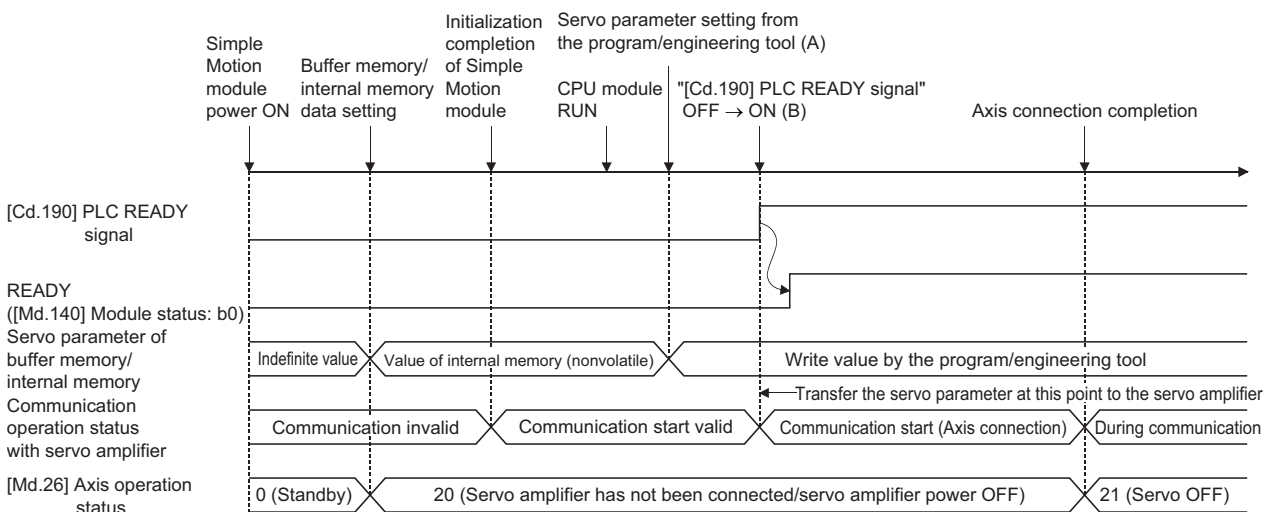 Simple
Motion
module
power ON
Buffer memory/
internal memory
data setting
Initialization
completion
of Simple
Motion
module
CPU module
RUN
Servo parameter setting from
the program/engineering tool (A)
"[Cd.190] PLC READY signal"
OFF → ON (B)
Axis connection completion
[Cd.190] PLC READY
signal
READY
([Md.140] Module status: b0)
Servo parameter of
buffer memory/
internal memory
Indefinite value
Value of internal memory (nonvolatile)
Write value by the program/engineering tool
Transfer the servo parameter at this point to the servo amplifier
Communication
operation status
with servo amplifier
Communication invalid
Communication start valid
Communication start (Axis connection)
During communication
[Md.26] Axis operation
status
0 (Standby)
20 (Servo amplifier has not been connected/servo amplifier power OFF)
21 (Servo OFF)